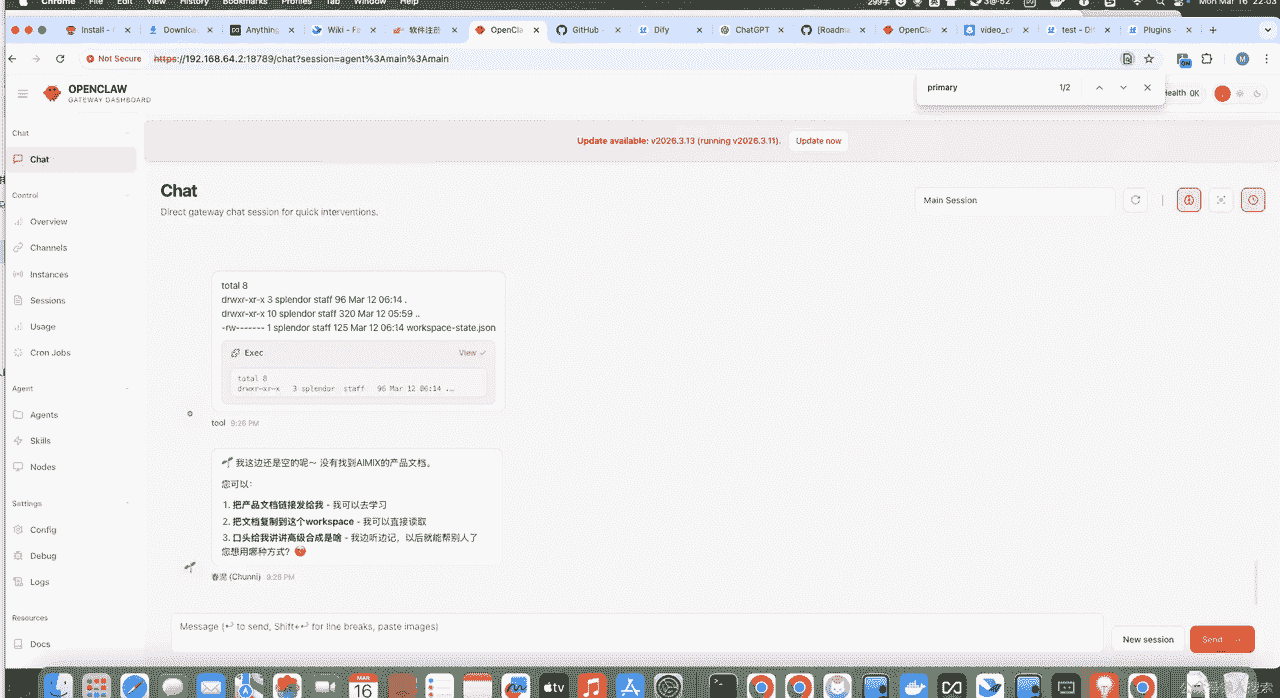 Chrome File Edit View History Bookmarks Profiles Tab Window Help Mon Mar 16 22:03
Install - Downloa Anything Wiki - Fe 软件注册 OpenCla GitHub Dify ChatGPT [Roadma OpenCla video_c test - Di Plugins
Not Secure https://192.168.64.2:18789/chat?session=agent%3Amain%3Amain
primary 1/2
OPENCLAW
GATEWAY DASHBOARD
Health OK
Chat
Chat
Control
Overview
Channels
Instances
Sessions
Usage
Cron Jobs
Agent
Agents
Skills
Nodes
Settings
Config
Debug
Logs
Resources
Docs
Update available: v2026.3.13 (running v2026.3.11). Update now
Chat
Direct gateway chat session for quick interventions.
Main Session
total 8
drwxr-xr-x 3 splendor staff 96 Mar 12 06:14 .
drwxr-xr-x 10 splendor staff 320 Mar 12 05:59 ..
-rw------- 1 splendor staff 125 Mar 12 06:14 workspace-state.json
Exec View
total 8
drwxr-xr-x 3 splendor staff 96 Mar 12 06:14 ...
tool 9:26 PM
我这边还是空的呢～ 没有找到AIMIX的产品文档。
您可以：
1. 把产品文档链接发给我 - 我可以去学习
2. 把文档复制到这个workspace - 我可以直接读取
3. 口头给我讲讲高级合成是啥 - 我边听边记，以后就能帮别人了
您想用哪种方式？
春泥 (Chunni) 9:26 PM
Message (↩ to send, Shift+↩ for line breaks, paste images)
New session
Send
MAR
16
tv